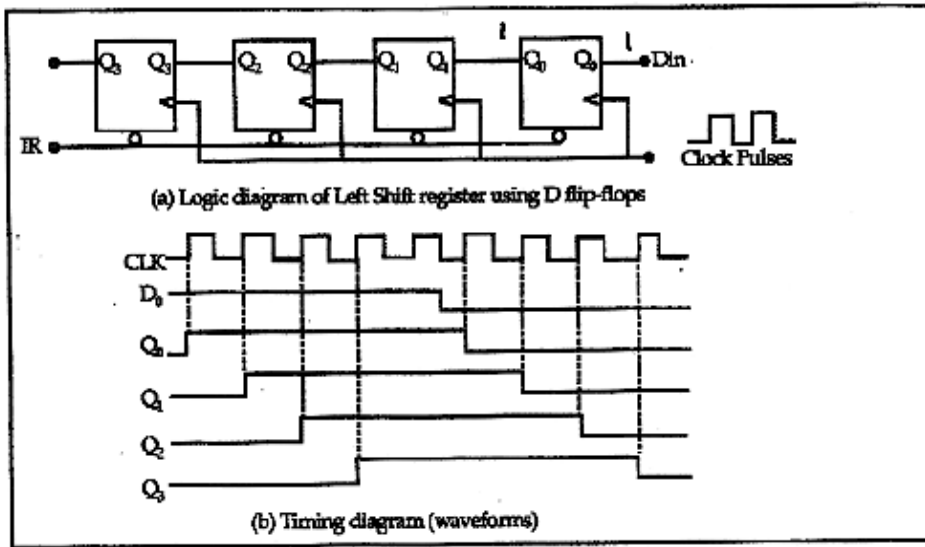 Q3 Q3 Q2 Q2 Q1 Q1 Q0 Q0 Din
Clock Pulses
(a) Logic diagram of Left Shift register using D flip-flops
CLK
D0
Q0
Q1
Q2
Q3
(b) Timing diagram (waveforms)